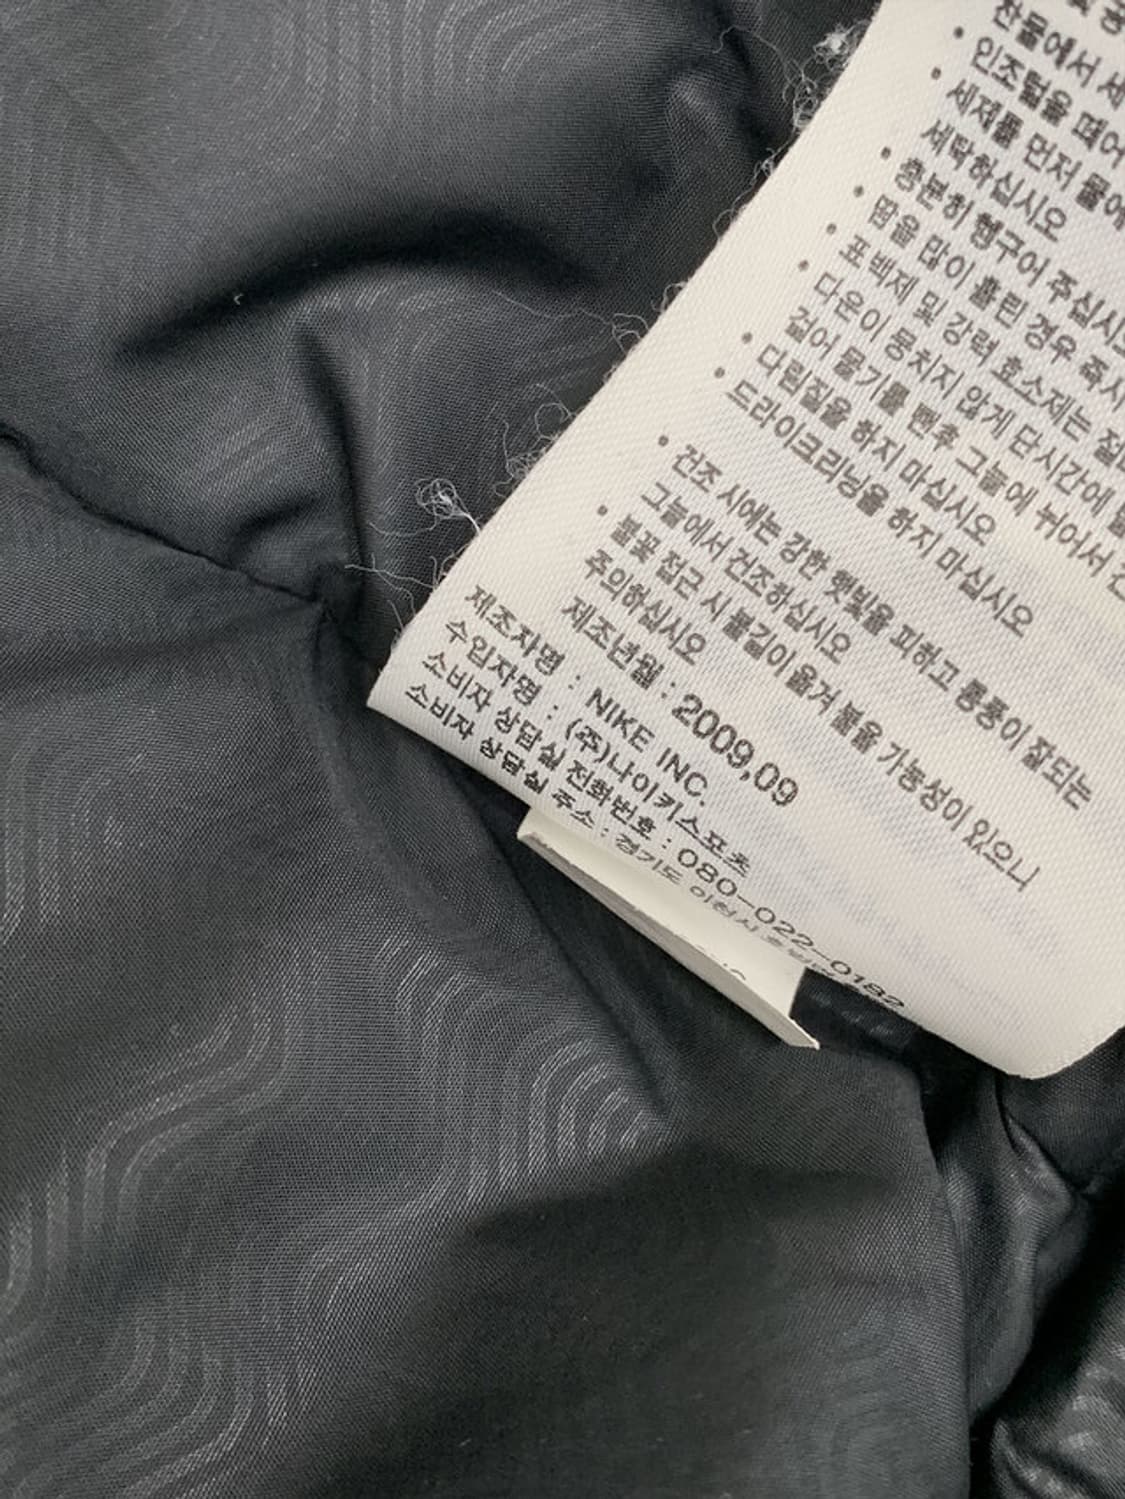 찬물에서 세
• 인조털을 떼어
• 세제를 먼저 물에
세탁하십시오
• 충분히 헹구어 주십시오
• 땀을 많이 흘린 경우 즉시
• 표백제 및 강력 효소제는
• 다운이 뭉치지 않게 단시간에
걸어 물기를 뺀후 그늘에 뉘어서
• 다림질을 하지 마십시오
• 드라이크리닝을 하지 마십시오
• 건조 시에는 강한 햇빛을 피하고 통풍이 잘되는
그늘에서 건조하십시오
• 불꽃 접근 시 불길이 옮겨 붙을 가능성이 있으니
주의하십시오
제조년월 : 2009,09
제조자명 : NIKE INC.
수입자명 : (주)나이키스포츠
소비자 상담실 전화번호 : 080-022-0182
소비자 상담실 주소 : 경기도 이천시